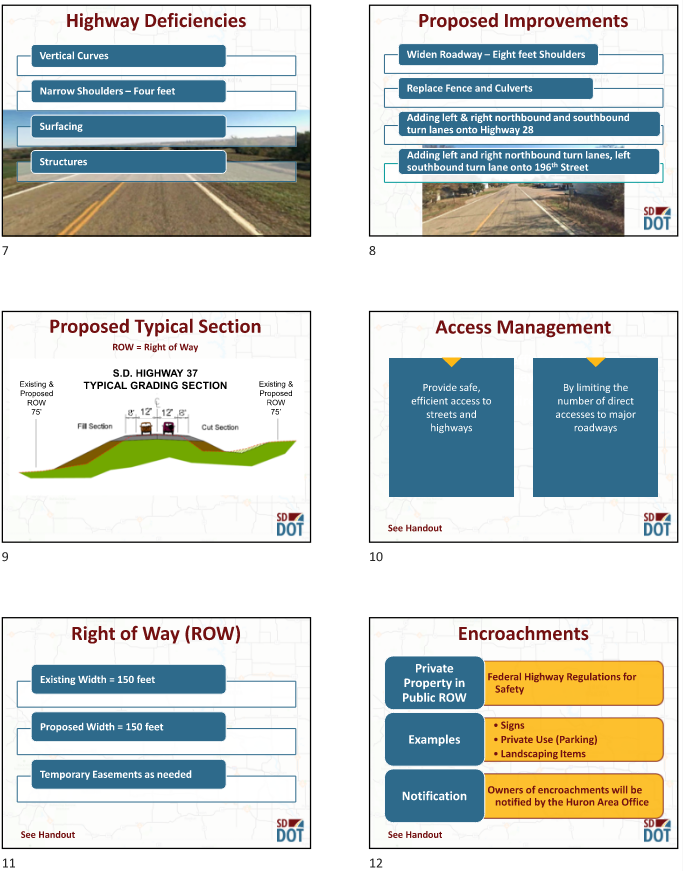 Highway Deficiencies
Vertical Curves
Narrow Shoulders – Four feet
Surfacing
Structures
7
Proposed Improvements
Widen Roadway – Eight feet Shoulders
Replace Fence and Culverts
Adding left & right northbound and southbound
turn lanes onto Highway 28
Adding left and right northbound turn lanes, left
southbound turn lane onto 196th Street
SD
DOT
8
Proposed Typical Section
ROW = Right of Way
S.D. HIGHWAY 37
TYPICAL GRADING SECTION
Existing &
Proposed
ROW
75'
Existing &
Proposed
ROW
75'
8' 12' 12' 8'
Fill Section
Cut Section
SD
DOT
9
Access Management
Provide safe,
efficient access to
streets and
highways
By limiting the
number of direct
accesses to major
roadways
See Handout
SD
DOT
10
Right of Way (ROW)
Existing Width = 150 feet
Proposed Width = 150 feet
Temporary Easements as needed
See Handout
SD
DOT
11
Encroachments
Private
Property in
Public ROW
Federal Highway Regulations for
Safety
Examples
• Signs
• Private Use (Parking)
• Landscaping Items
Notification
Owners of encroachments will be
notified by the Huron Area Office
See Handout
SD
DOT
12